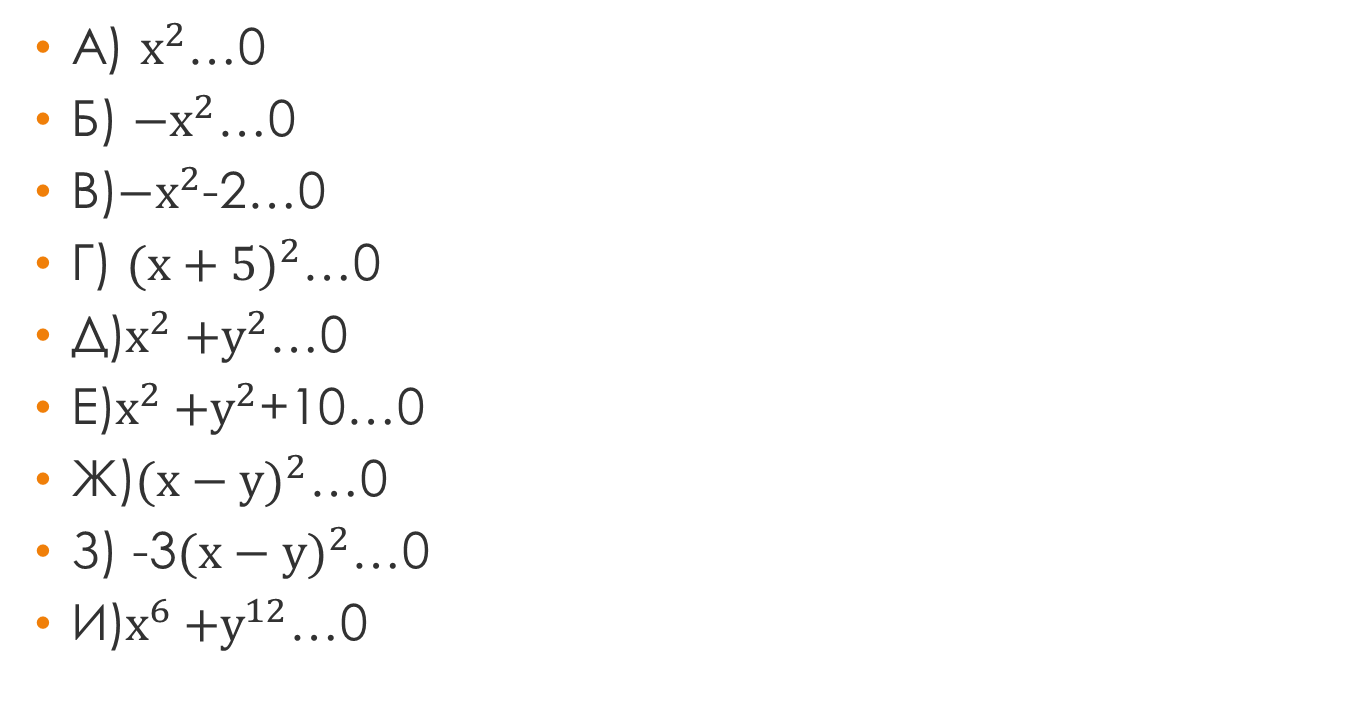 • А) x²…0
• Б) −x²…0
• В)−x²-2…0
• Г) (x + 5)²…0
• Д)x² +y²…0
• Е)x² +y²+10…0
• Ж)(x − y)²…0
• З) -3(x − y)²…0
• И)x⁶ +y¹²…0